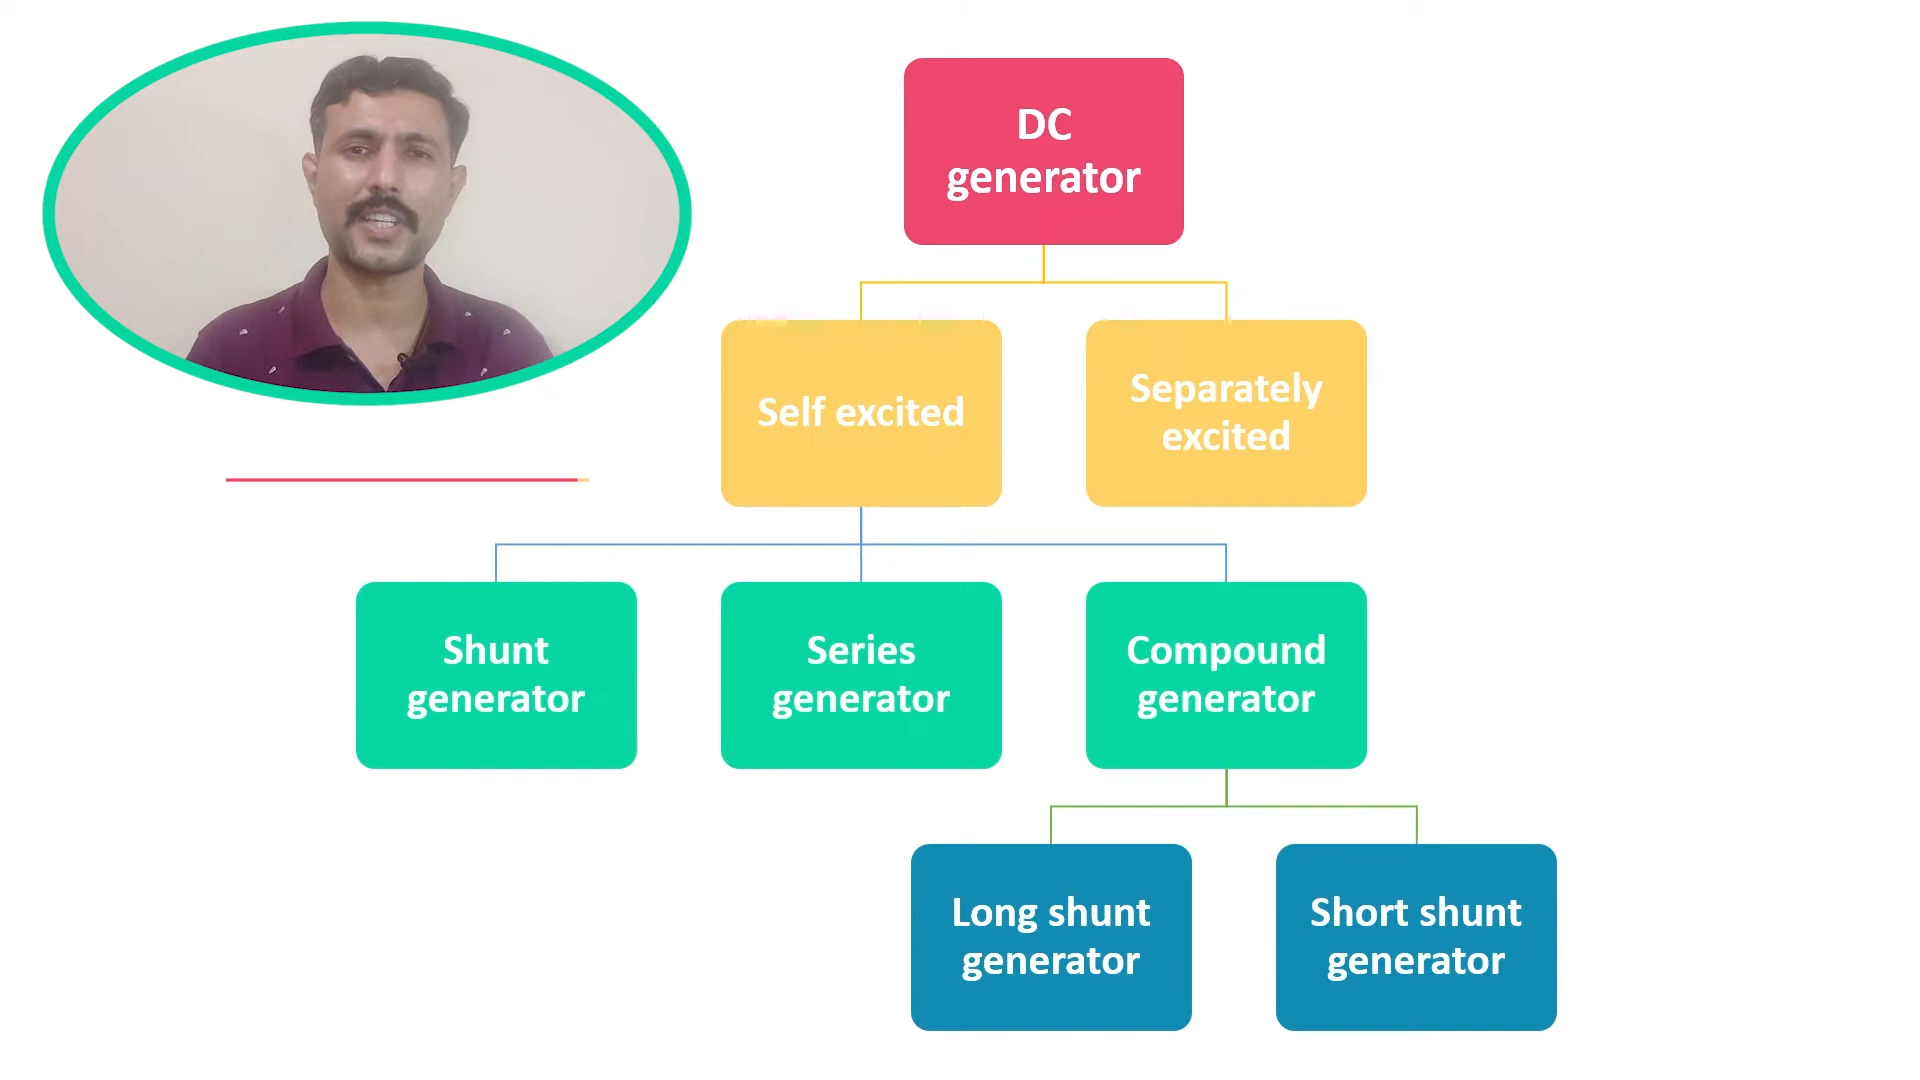 DC
generator
Self excited
Separately
excited
Shunt
generator
Series
generator
Compound
generator
Long shunt
generator
Short shunt
generator